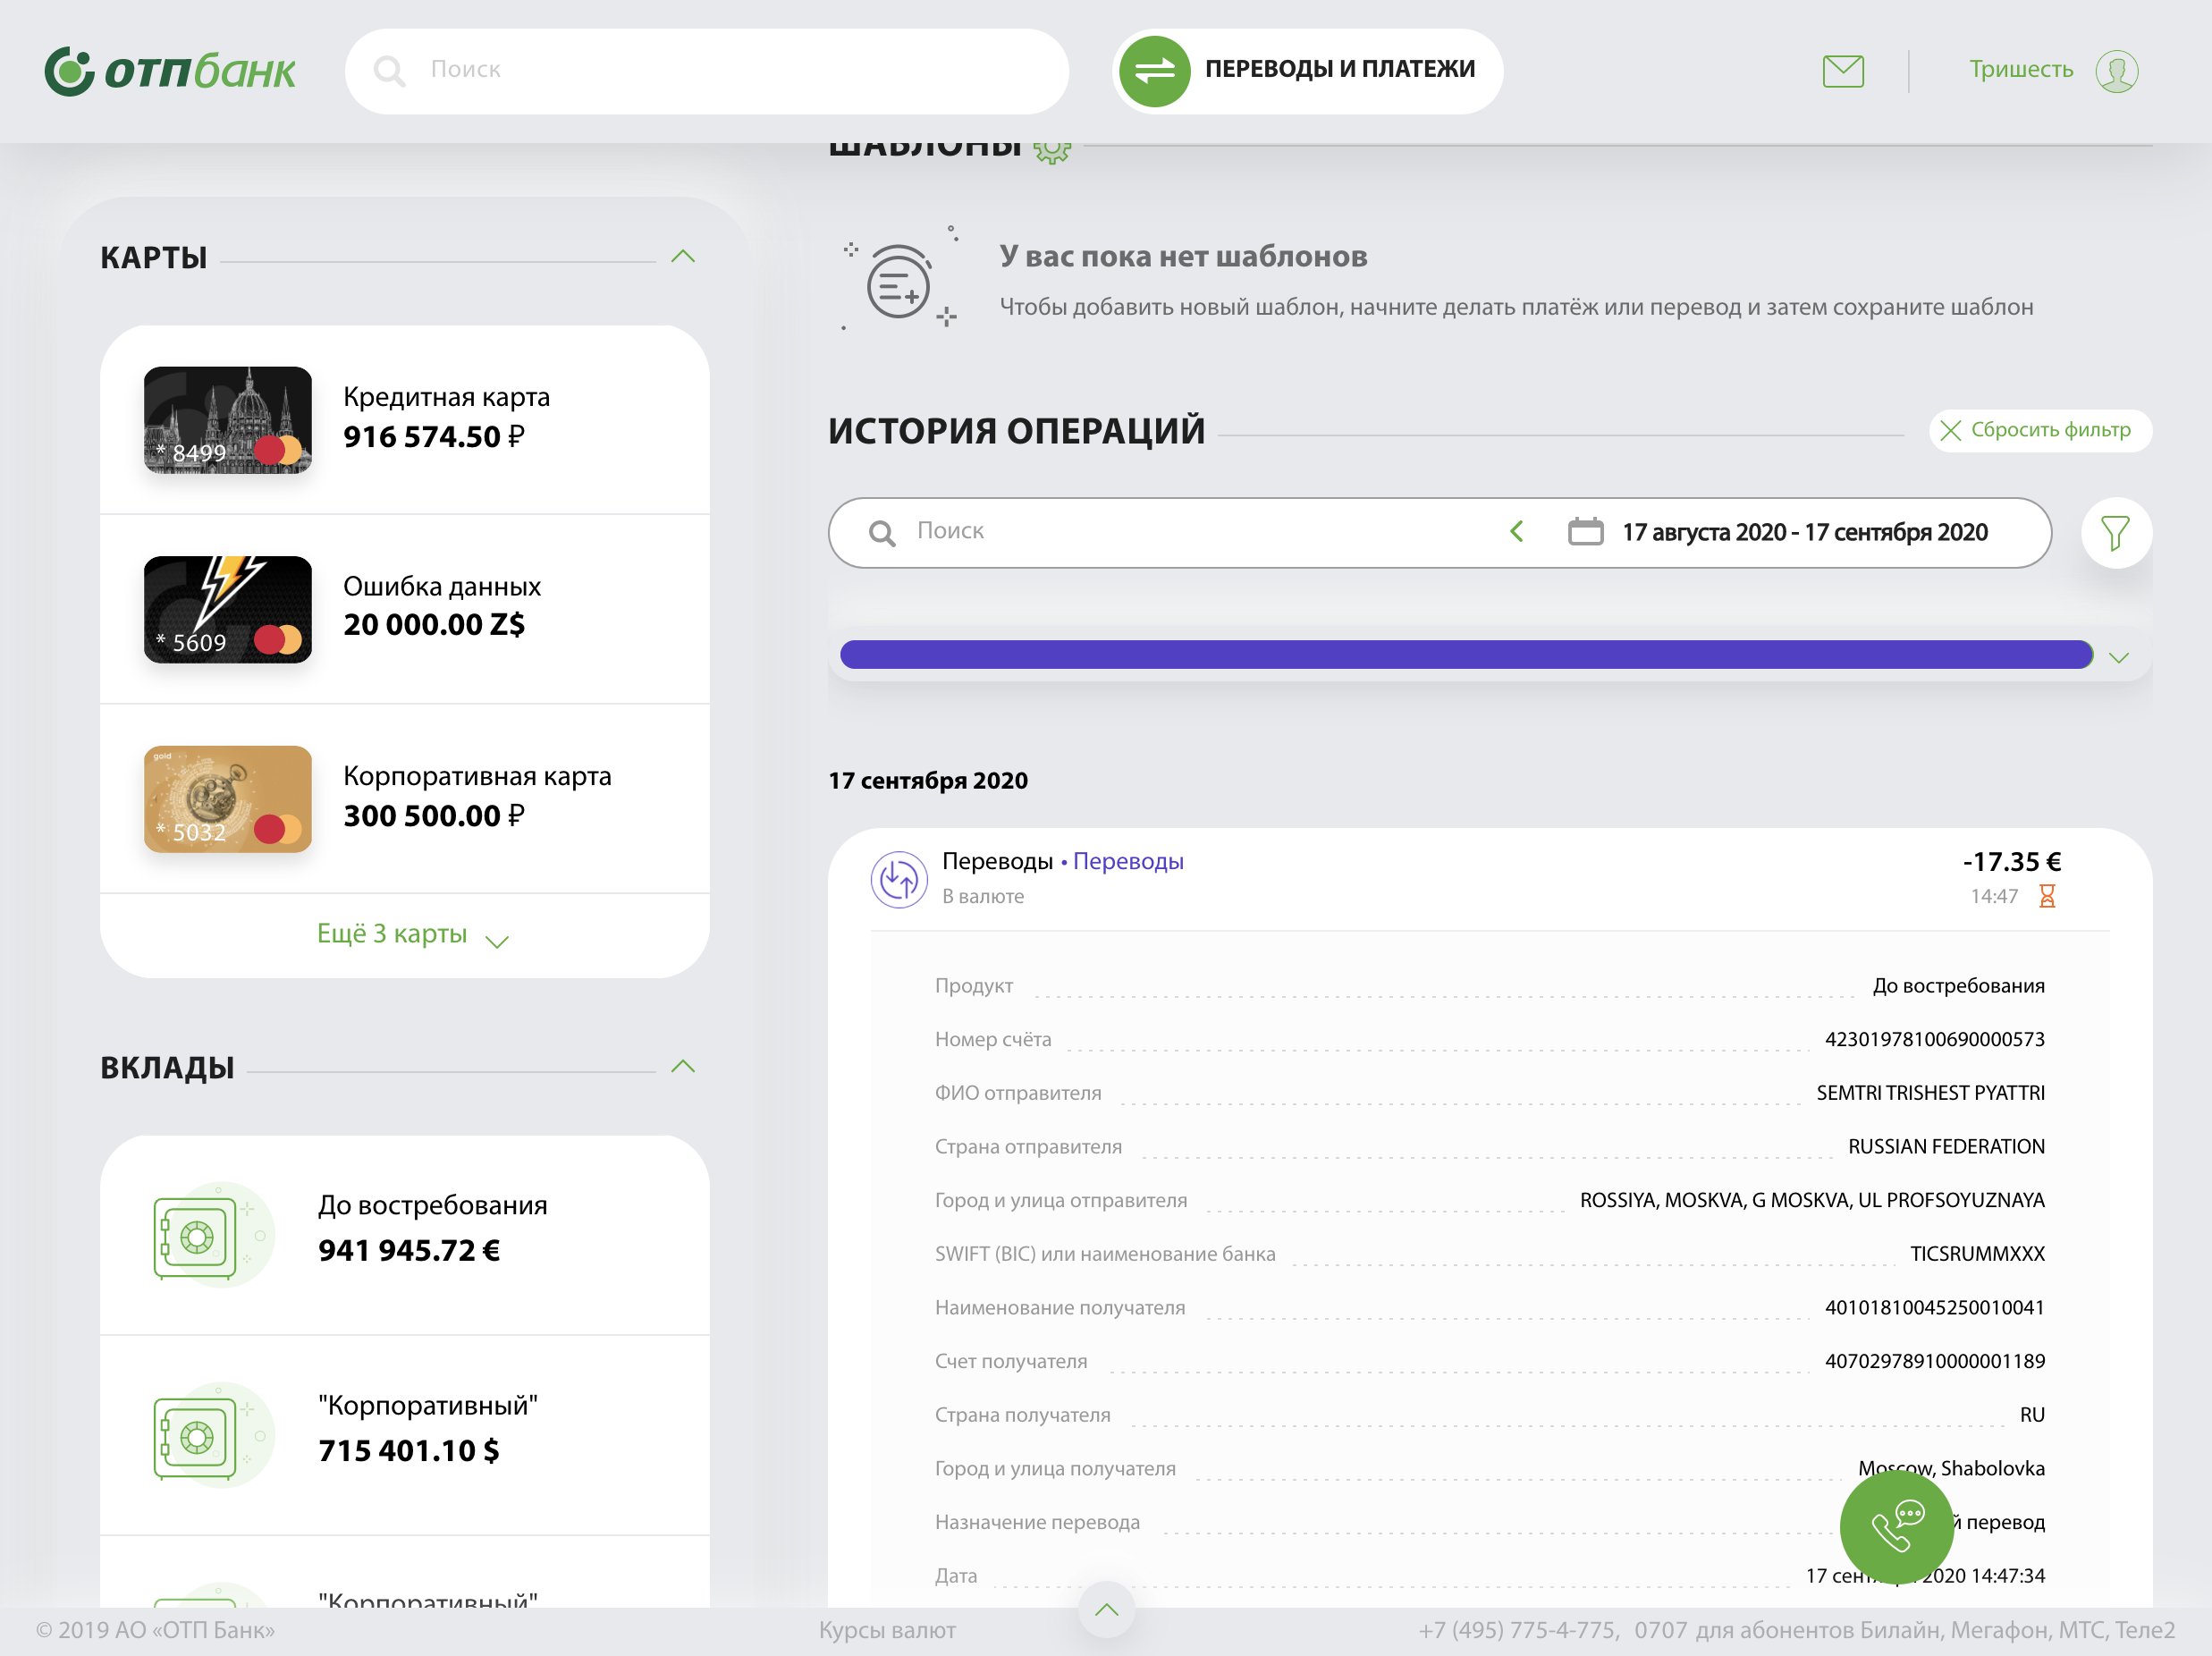 отпбанк
Поиск
ПЕРЕВОДЫ И ПЛАТЕЖИ
Тришесть
КАРТЫ
* 8499
Кредитная карта
916 574.50 ₽
* 5609
Ошибка данных
20 000.00 Z$
gold
* 5032
Корпоративная карта
300 500.00 ₽
Ещё 3 карты
ВКЛАДЫ
До востребования
941 945.72 €
"Корпоративный"
715 401.10 $
"Корпоративный"
ШАБЛОНЫ
У вас пока нет шаблонов
Чтобы добавить новый шаблон, начните делать платёж или перевод и затем сохраните шаблон
ИСТОРИЯ ОПЕРАЦИЙ
Сбросить фильтр
Поиск
17 августа 2020 - 17 сентября 2020
17 сентября 2020
Переводы • Переводы
-17.35 €
В валюте
14:47
Продукт До востребования
Номер счёта 42301978100690000573
ФИО отправителя SEMTRI TRISHEST PYATTRI
Страна отправителя RUSSIAN FEDERATION
Город и улица отправителя ROSSIYA, MOSKVA, G MOSKVA, UL PROFSOYUZNAYA
SWIFT (BIC) или наименование банка TICSRUMMXXX
Наименование получателя 40101810045250010041
Счет получателя 40702978910000001189
Страна получателя RU
Город и улица получателя Moscow, Shabolovka
Назначение перевода перевод
Дата 17 сентября 2020 14:47:34
© 2019 АО «ОТП Банк»
Курсы валют
+7 (495) 775-4-775, 0707 для абонентов Билайн, Мегафон, МТС, Теле2